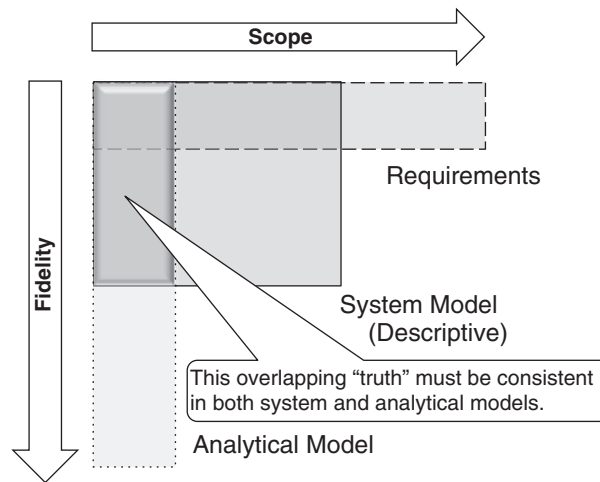 Scope
Fidelity
Requirements
System Model
(Descriptive)
This overlapping “truth” must be consistent
in both system and analytical models.
Analytical Model